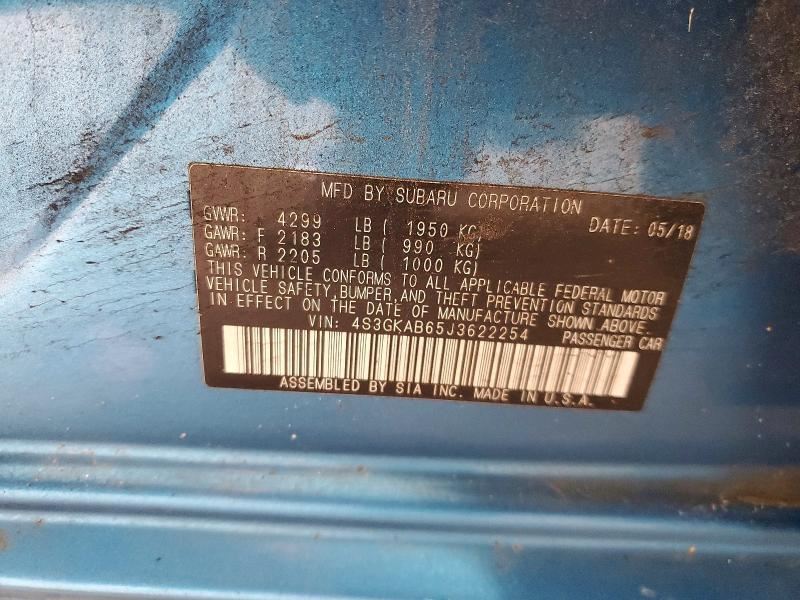 MFD BY SUBARU CORPORATION
GVWR: 4299 LB ( 1950 KG) DATE: 05/18
GAWR: F 2183 LB ( 990 KG)
GAWR: R 2205 LB ( 1000 KG)
THIS VEHICLE CONFORMS TO ALL APPLICABLE FEDERAL MOTOR
VEHICLE SAFETY, BUMPER, AND THEFT PREVENTION STANDARDS
IN EFFECT ON THE DATE OF MANUFACTURE SHOWN ABOVE.
VIN: 4S3GKAB65J3622254 PASSENGER CAR
ASSEMBLED BY SIA INC. MADE IN U.S.A.